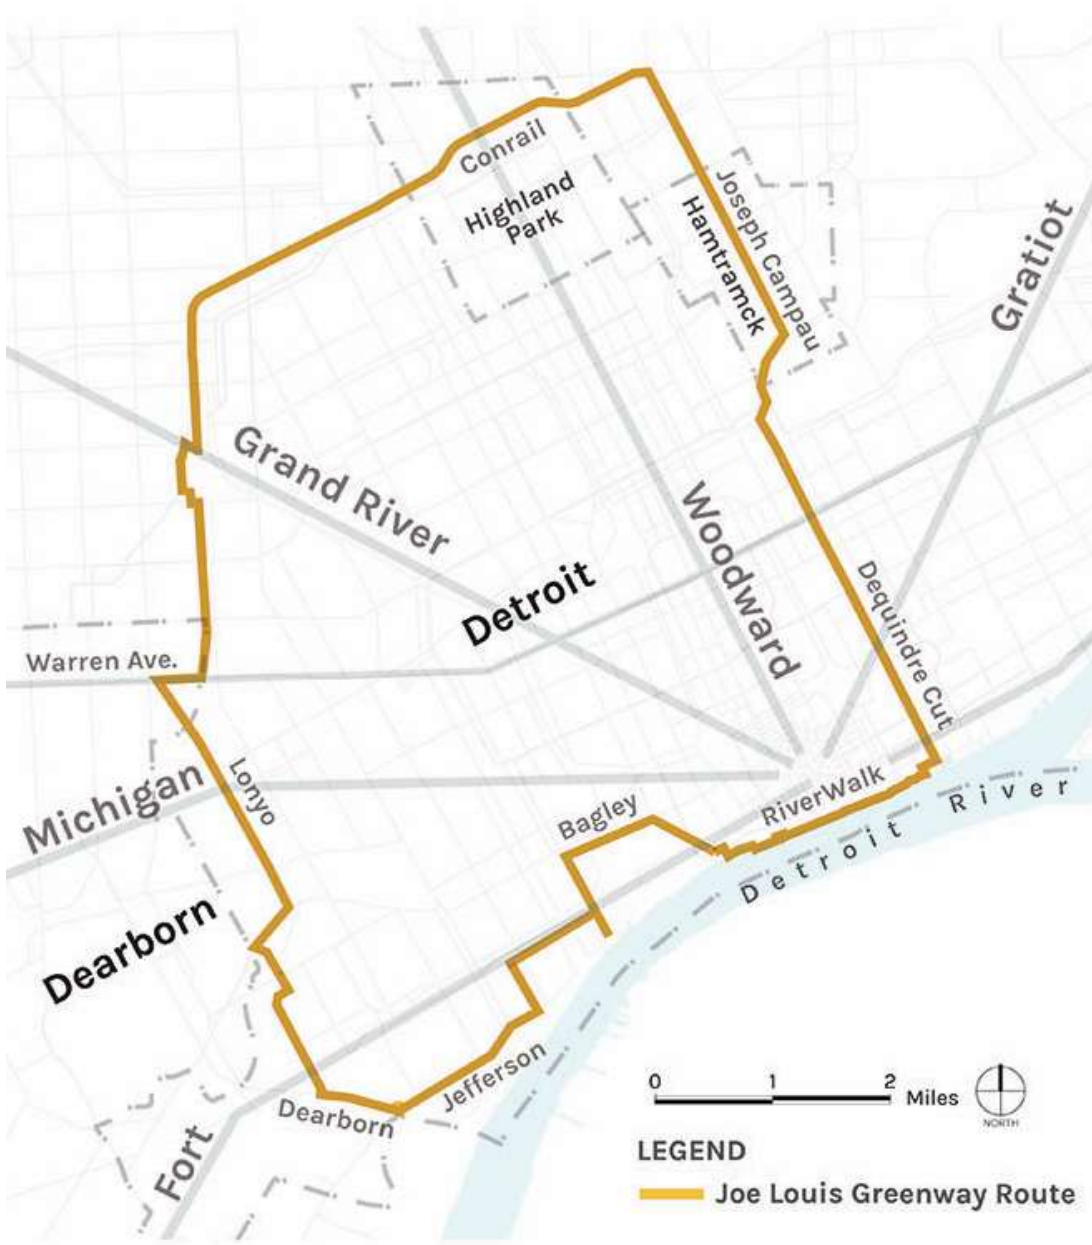 Conrail
Highland
Park
Joseph Campau
Hamtramck
Gratiot
Grand River
Woodward
Detroit
Dequindre Cut
Warren Ave.
Michigan
Lonyo
Bagley
RiverWalk
Detroit River
Dearborn
Jefferson
Dearborn
Fort
0 1 2 Miles
NORTH
LEGEND
Joe Louis Greenway Route